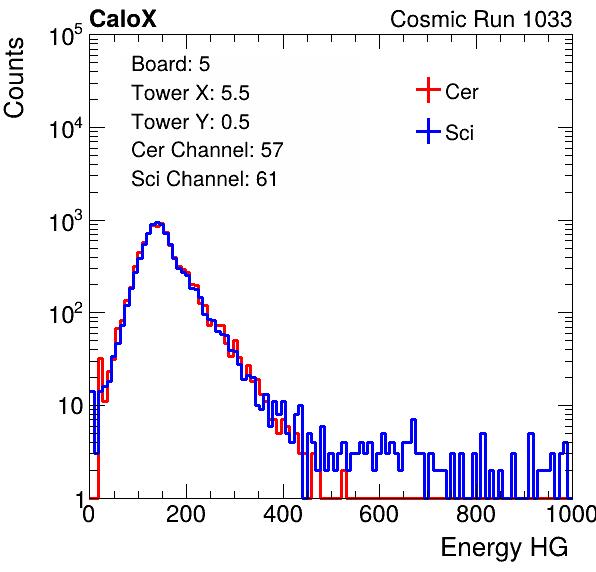 CaloX Cosmic Run 1033
Counts
Board: 5
Tower X: 5.5
Tower Y: 0.5
Cer Channel: 57
Sci Channel: 61
Cer
Sci
10^5
10^4
10^3
10^2
10
1
0 200 400 600 800 1000
Energy HG